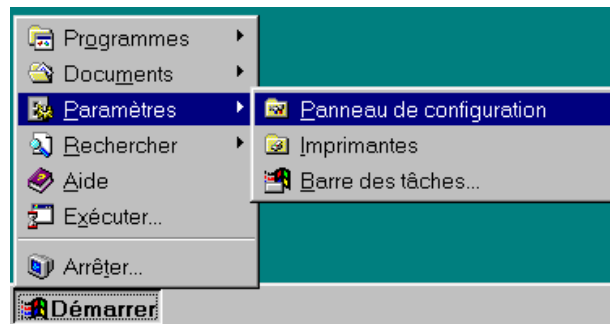 Programmes
Documents
Paramètres
Panneau de configuration
Rechercher
Imprimantes
Aide
Barre des tâches...
Exécuter...
Arrêter...
Démarrer